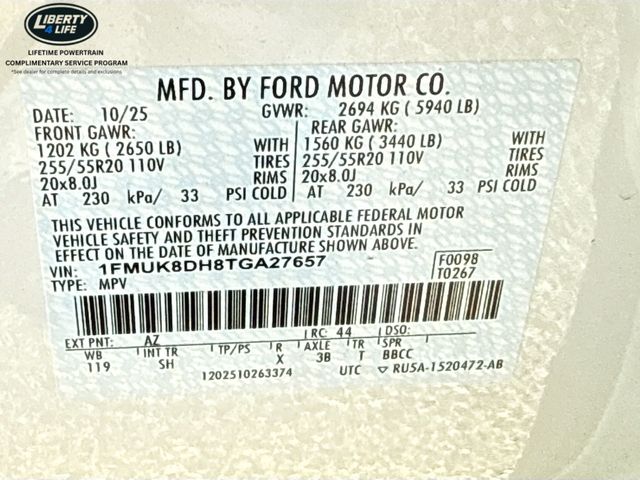 LIBERTY
4 LIFE
LIFETIME POWERTRAIN
COMPLIMENTARY SERVICE PROGRAM
*See dealer for complete details and exclusions
MFD. BY FORD MOTOR CO.
DATE: 10/25 GVWR: 2694 KG ( 5940 LB)
FRONT GAWR: REAR GAWR:
1202 KG ( 2650 LB) WITH 1560 KG ( 3440 LB) WITH
255/55R20 110V TIRES 255/55R20 110V TIRES
20x8.0J RIMS 20x8.0J RIMS
AT 230 kPa/ 33 PSI COLD AT 230 kPa/ 33 PSI COLD
THIS VEHICLE CONFORMS TO ALL APPLICABLE FEDERAL MOTOR
VEHICLE SAFETY AND THEFT PREVENTION STANDARDS IN
EFFECT ON THE DATE OF MANUFACTURE SHOWN ABOVE.
VIN: 1FMUK8DH8TGA27657 F0098
TYPE: MPV T0267
EXT PNT: AZ RC: 44 DSO:
WB INT TR TP/PS R AXLE TR SPR
119 SH X 3B T BBCC
1202510263374 UTC ▽ RU5A-1520472-AB